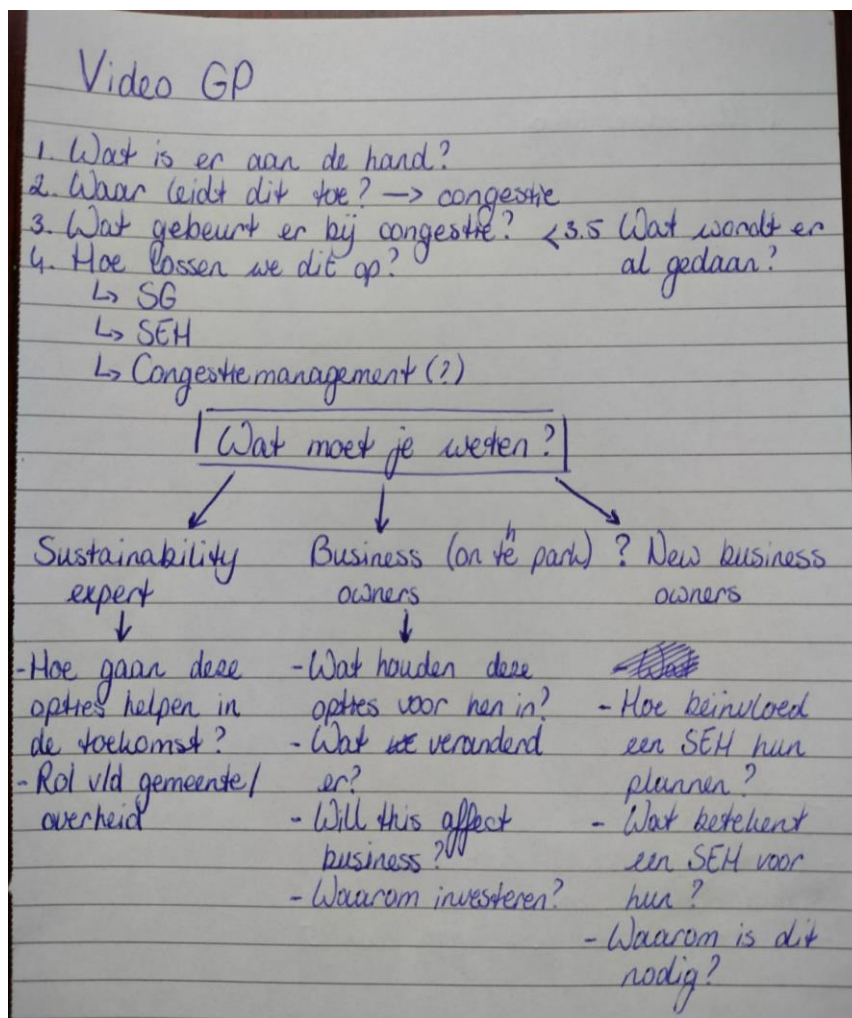 Video GP
1. Wat is er aan de hand?
2. Waar leidt dit toe? → congestie
3. Wat gebeurt er bij congestie? < 3.5 Wat wordt er
al gedaan?
4. Hoe lossen we dit op?
↳ SG
↳ SEH
↳ Congestiemanagement (?)
Wat moet je weten?
Sustainability
expert
- Hoe gaan deze
opties helpen in
de toekomst?
- Rol v/d gemeente/
overheid
Business (on the park)
owners
- Wat houden deze
opties voor hen in?
- Wat veranderd
er?
- Will this affect
business?
- Waarom investeren?
? New business
owners
- Hoe beïnvloed
een SEH hun
plannen?
- Wat betekent
een SEH voor
hun?
- Waarom is dit
nodig?